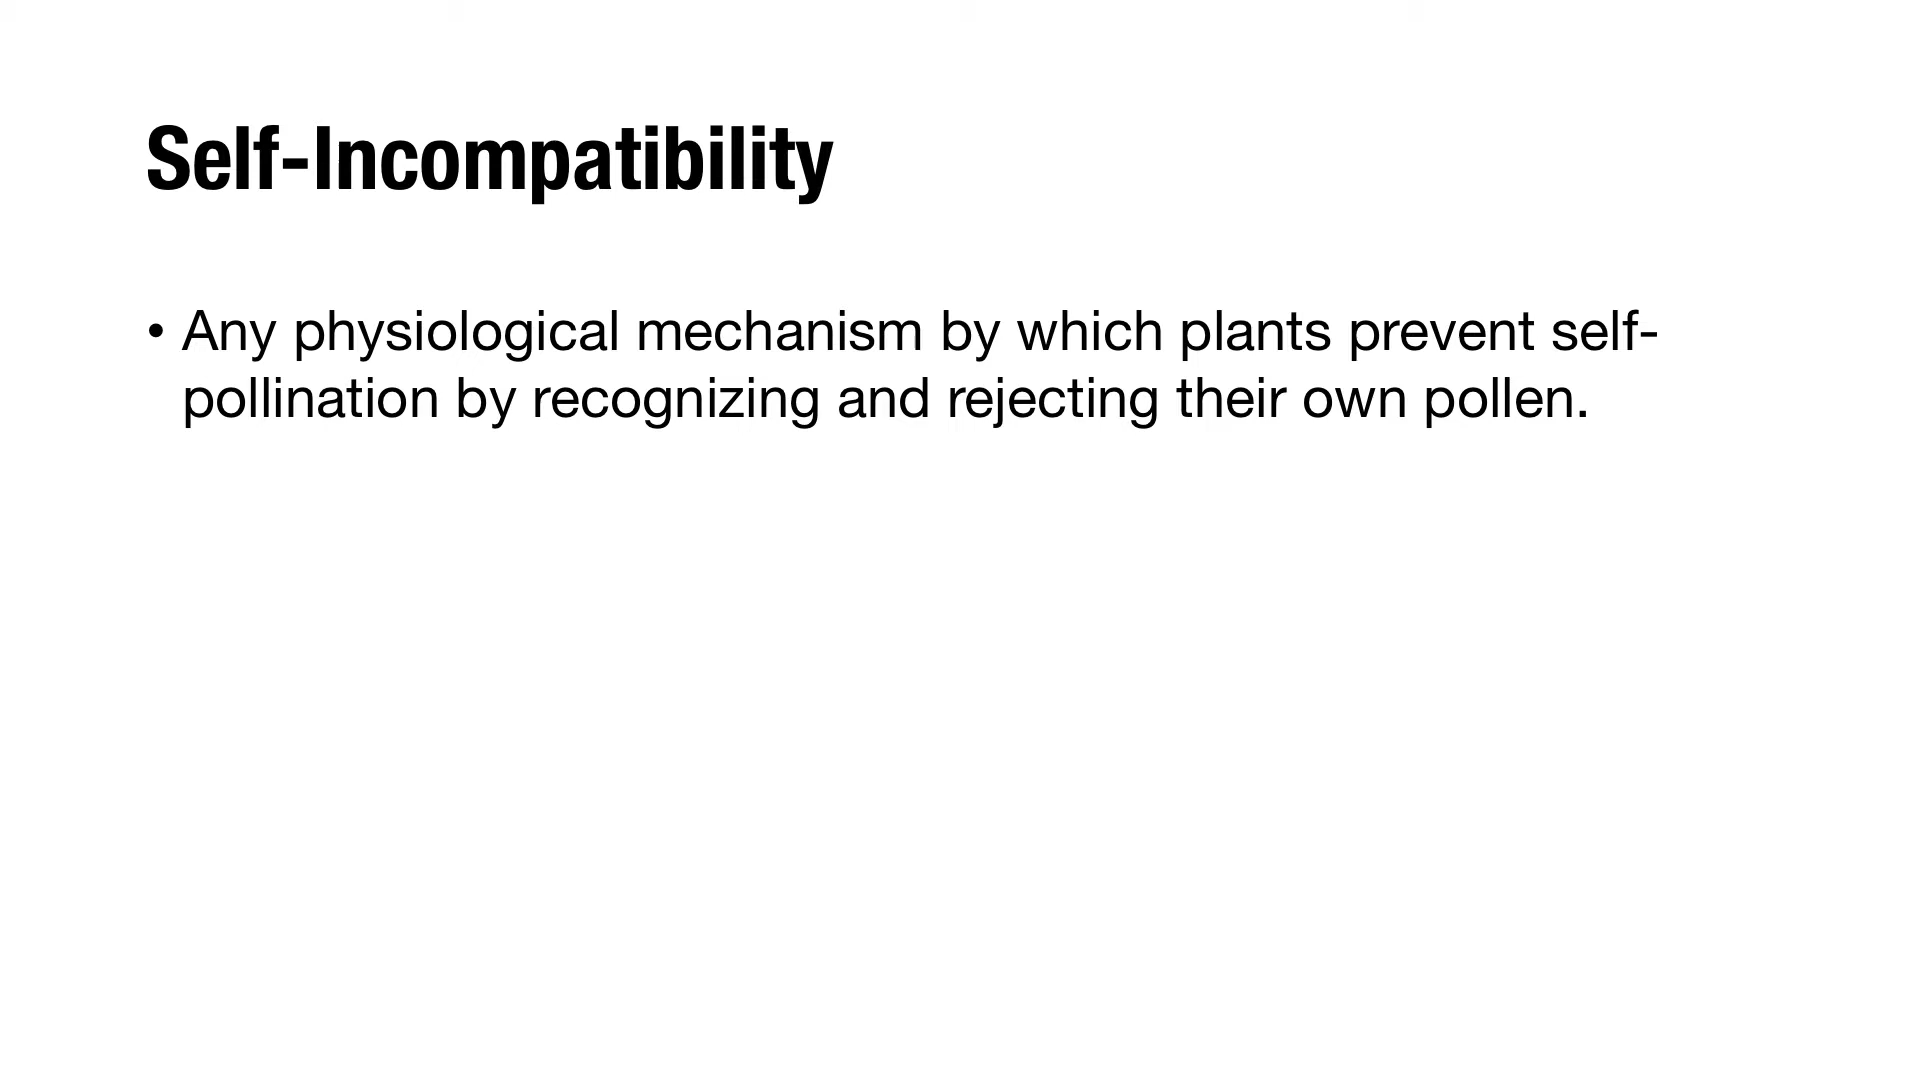 Self-Incompatibility
• Any physiological mechanism by which plants prevent self-
pollination by recognizing and rejecting their own pollen.